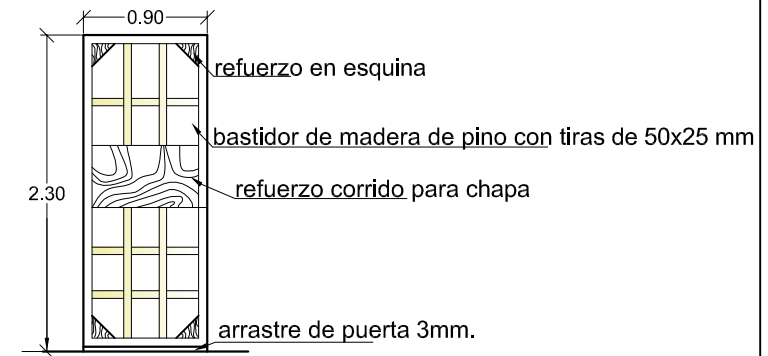 0.90
refuerzo en esquina
bastidor de madera de pino con tiras de 50x25 mm
refuerzo corrido para chapa
2.30
arrastre de puerta 3mm.